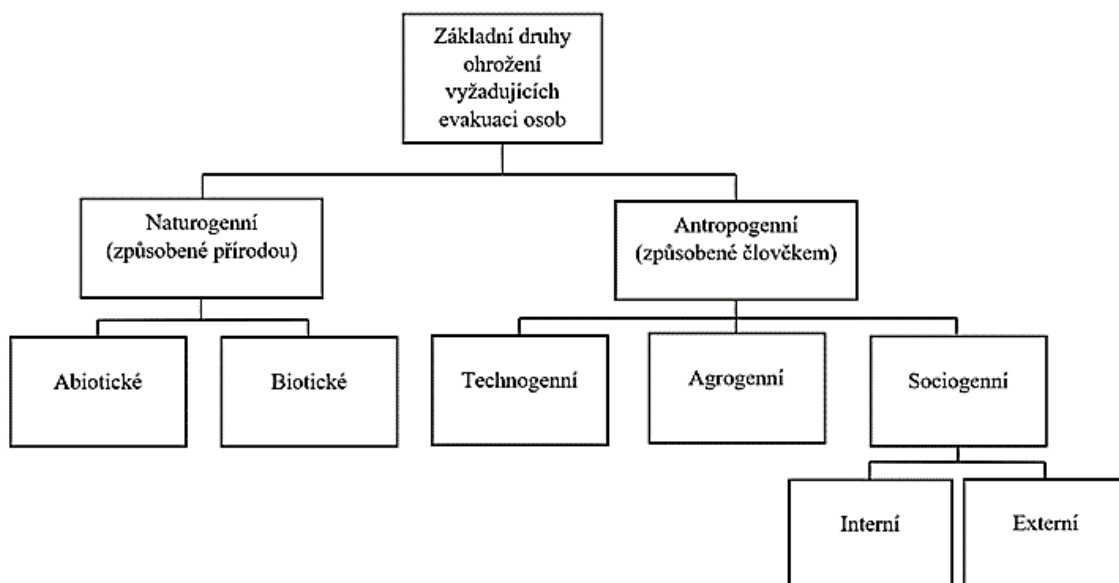 Základní druhy
ohrožení
vyžadujících
evakuaci osob
Naturogenní
(způsobené přírodou)
Antropogenní
(způsobené člověkem)
Abiotické
Biotické
Technogenní
Agrogenní
Sociogenní
Interní
Externí